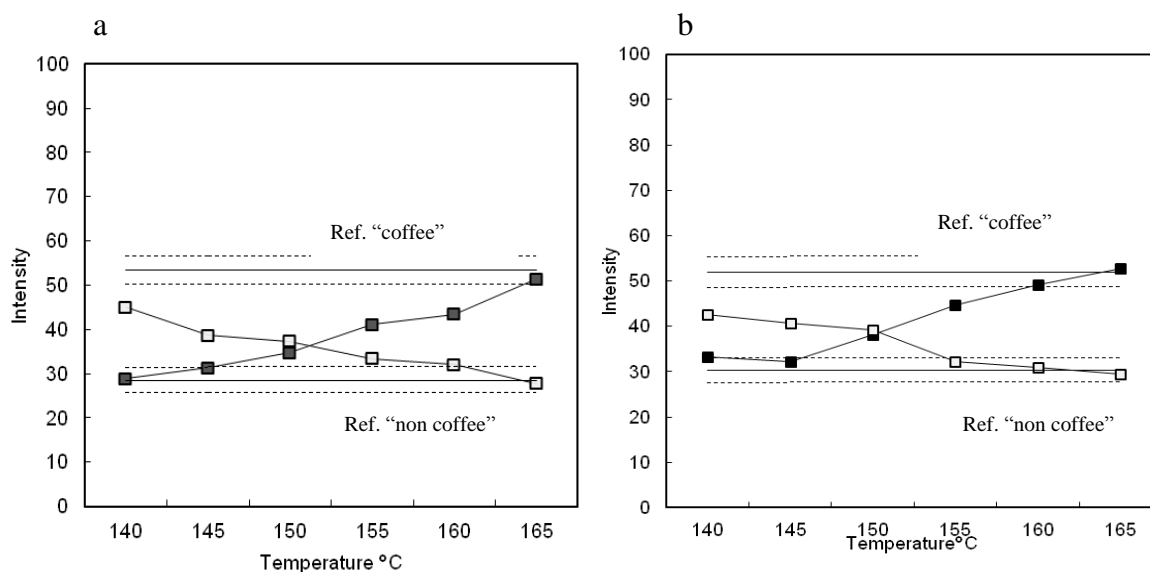 a
100
90
80
70
60
50
40
30
20
10
0
Intensity
Ref. “coffee”
Ref. “non coffee”
140 145 150 155 160 165
Temperature °C
b
100
90
80
70
60
50
40
30
20
10
0
Intensity
Ref. “coffee”
Ref. “non coffee”
140 145 150 155 160 165
Temperature°C